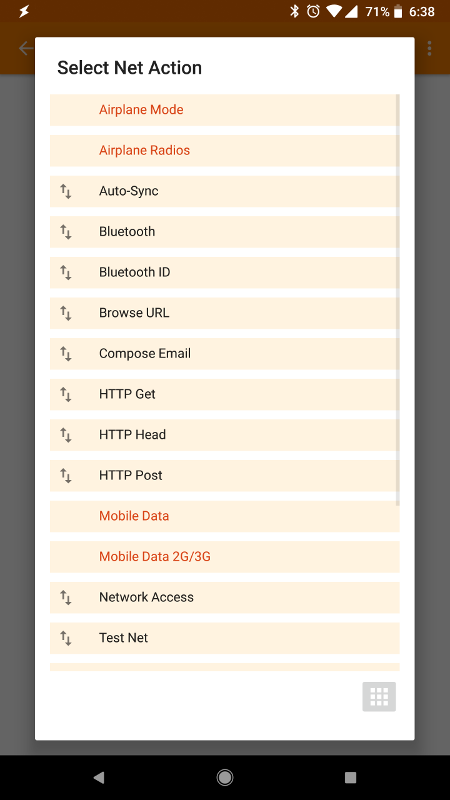 71% 6:38
Select Net Action
Airplane Mode
Airplane Radios
Auto-Sync
Bluetooth
Bluetooth ID
Browse URL
Compose Email
HTTP Get
HTTP Head
HTTP Post
Mobile Data
Mobile Data 2G/3G
Network Access
Test Net